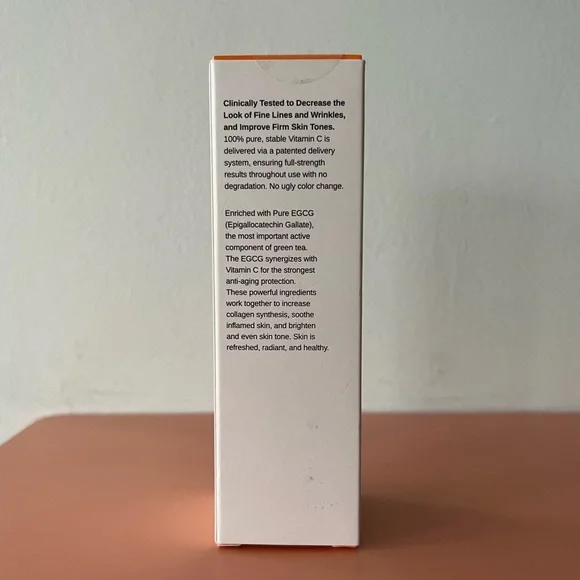 Clinically Tested to Decrease the
Look of Fine Lines and Wrinkles,
and Improve Firm Skin Tones.
100% pure, stable Vitamin C is
delivered via a patented delivery
system, ensuring full-strength
results throughout use with no
degradation. No ugly color change.
Enriched with Pure EGCG
(Epigallocatechin Gallate),
the most important active
component of green tea.
The EGCG synergizes with
Vitamin C for the strongest
anti-aging protection.
These powerful ingredients
work together to increase
collagen synthesis, soothe
inflamed skin, and brighten
and even skin tone. Skin is
refreshed, radiant, and healthy.